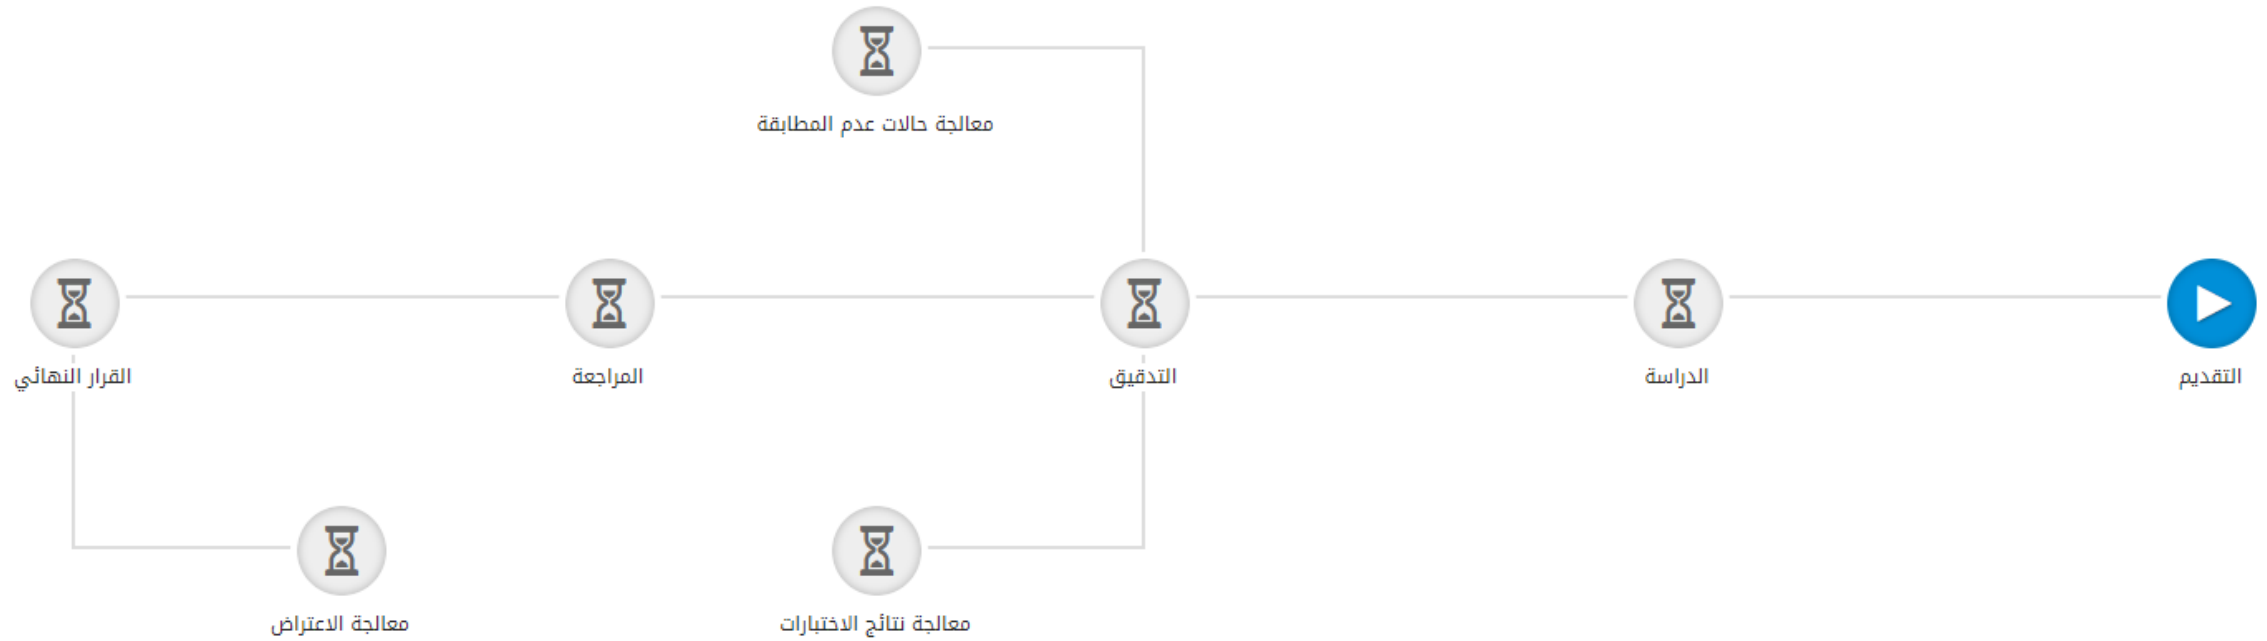 معالجة حالات عدم المطابقة
التقديم
الدراسة
التدقيق
المراجعة
القرار النهائي
معالجة نتائج الاختبارات
معالجة الاعتراض